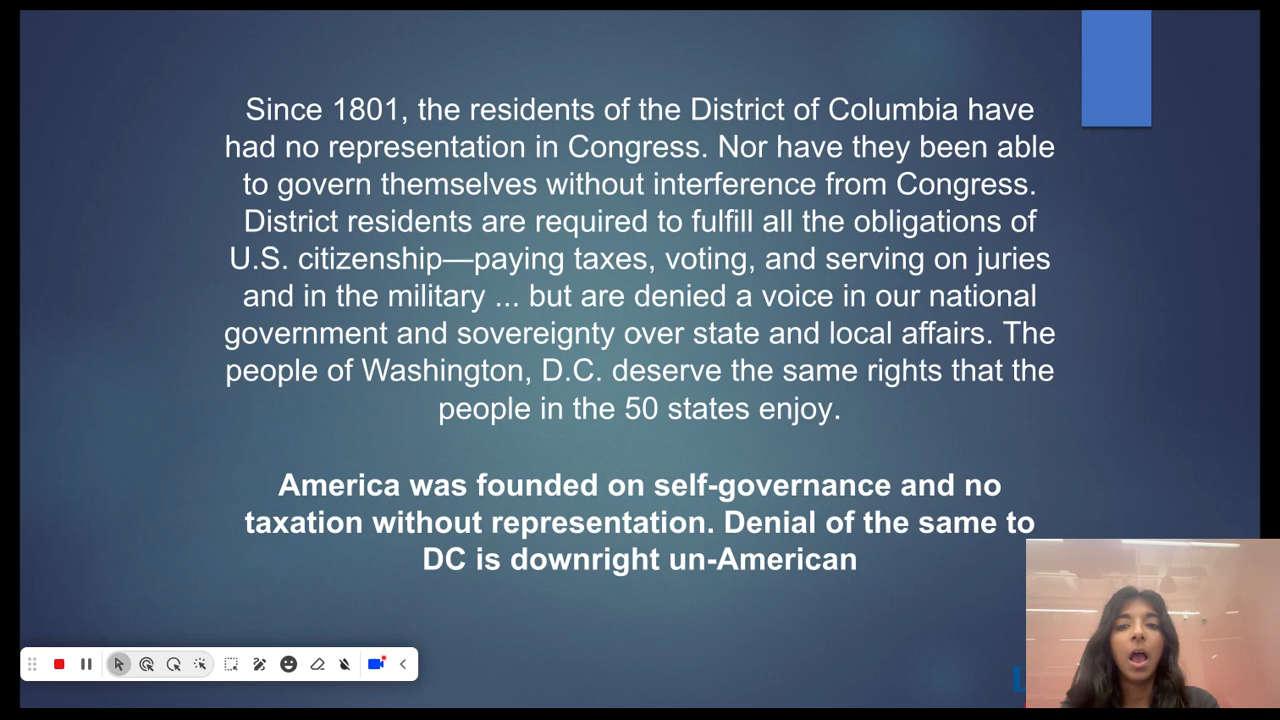 Since 1801, the residents of the District of Columbia have
had no representation in Congress. Nor have they been able
to govern themselves without interference from Congress.
District residents are required to fulfill all the obligations of
U.S. citizenship—paying taxes, voting, and serving on juries
and in the military ... but are denied a voice in our national
government and sovereignty over state and local affairs. The
people of Washington, D.C. deserve the same rights that the
people in the 50 states enjoy.
America was founded on self-governance and no
taxation without representation. Denial of the same to
DC is downright un-American